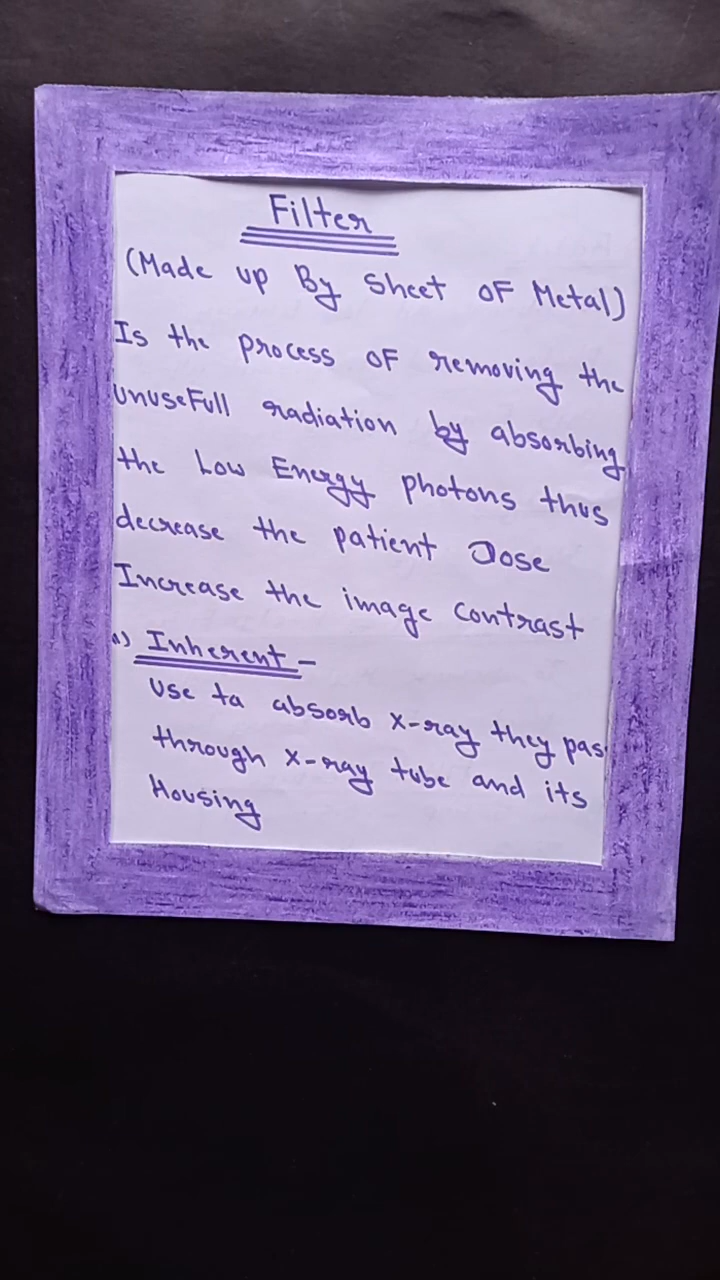 Filter
(Made up By Sheet OF Metal)
Is the process OF removing the
unuseFull radiation by absorbing
the Low Energy photons thus
decrease the patient Dose
Increase the image contrast
Inherent -
Use ta absorb x-ray they pas
through x-ray tube and its
Housing